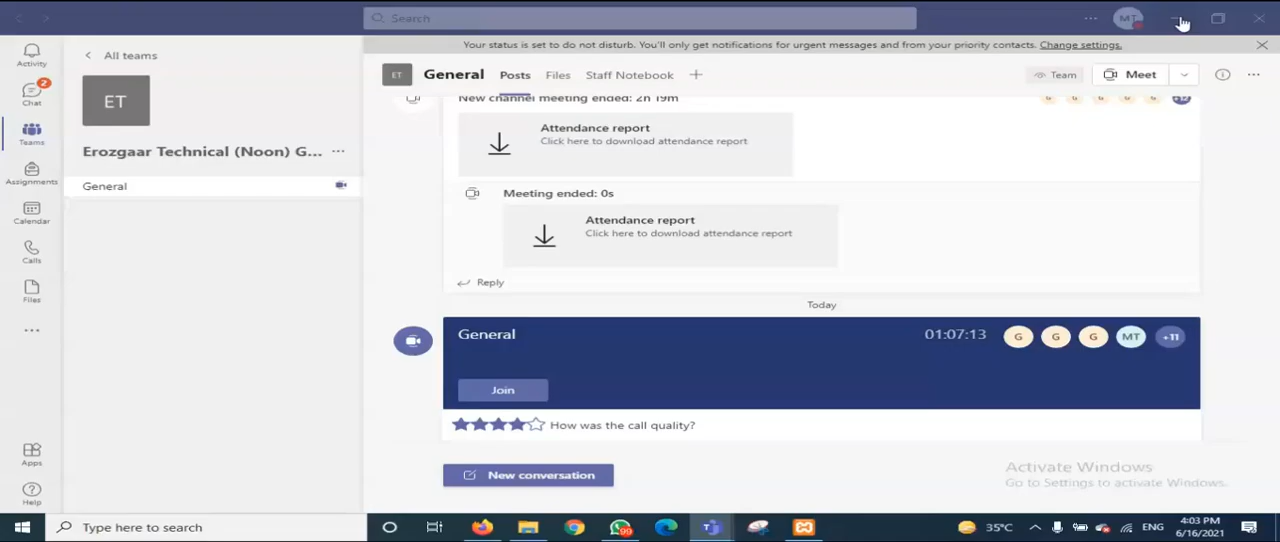 Search
MT
Your status is set to do not disturb. You'll only get notifications for urgent messages and from your priority contacts. Change settings.
Activity
Chat
2
Teams
Assignments
Calendar
Calls
Files
Apps
Help
All teams
ET
Erozgaar Technical (Noon) G...
General
ET General Posts Files Staff Notebook
Team
Meet
New channel meeting ended: 2h 19m
G G G G G +12
Attendance report
Click here to download attendance report
Meeting ended: 0s
Attendance report
Click here to download attendance report
Reply
Today
General 01:07:13 G G G MT +11
Join
How was the call quality?
New conversation
Activate Windows
Go to Settings to activate Windows.
Type here to search
99
35°C
ENG
4:03 PM
6/16/2021